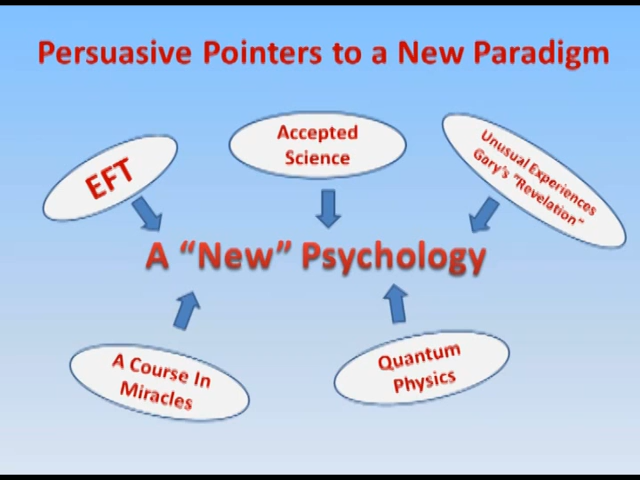 Persuasive Pointers to a New Paradigm
EFT
Accepted
Science
Unusual Experiences
Gary's "Revelation"
A “New” Psychology
A Course In
Miracles
Quantum
Physics